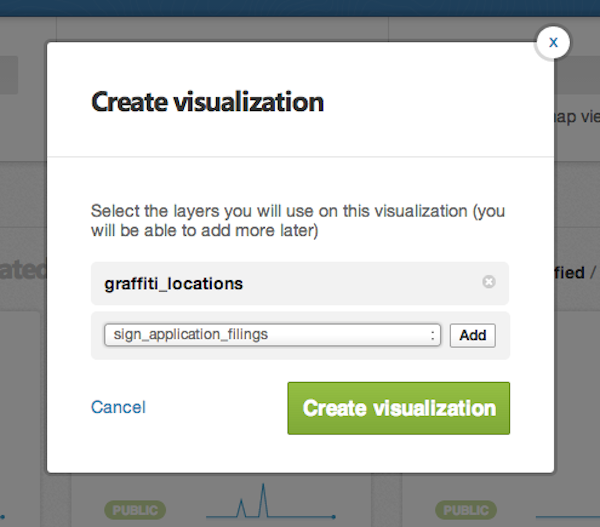 x
Create visualization
ap vie
Select the layers you will use on this visualization (you
will be able to add more later)
ated
fied /
graffiti_locations
sign_application_filings : Add
Cancel
Create visualization
PUBLIC
PUBLIC